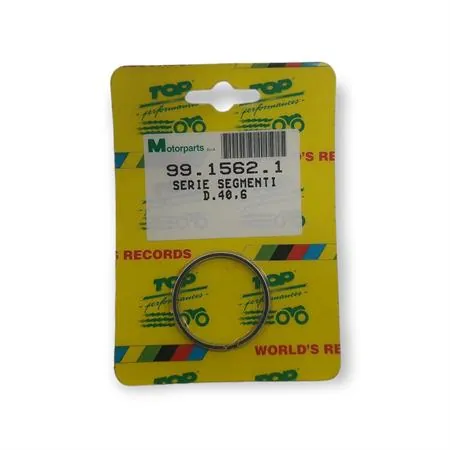 TOP
performances
TOP
performances
Motorparts S.p.A.
99.1562.1
SERIE SEGMENTI
D.40,6
S RECORDS
WORLD'S RE
TOP
performances
TOP
performances
WORLD'S RECORDS
TOP
TOP